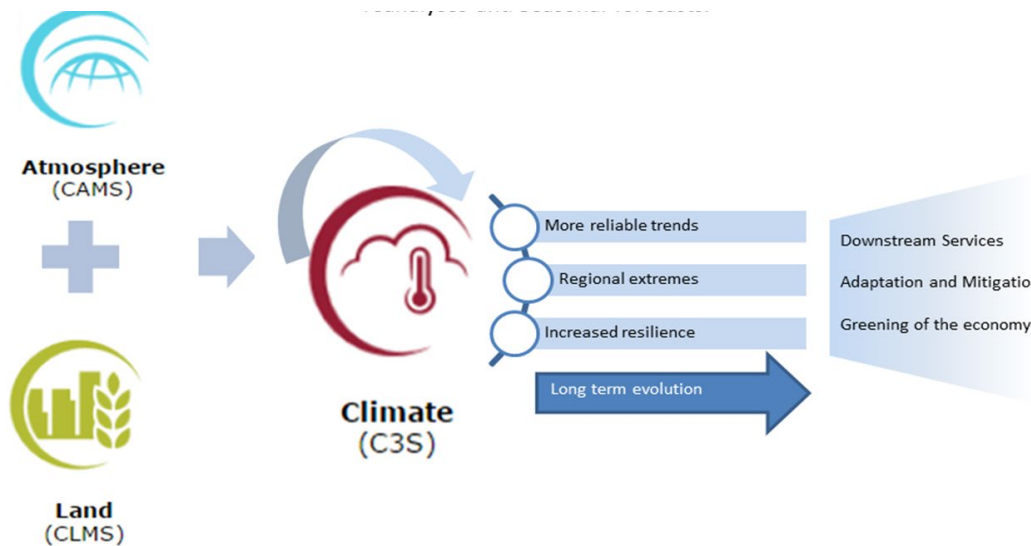 Atmosphere
(CAMS)
Land
(CLMS)
Climate
(C3S)
More reliable trends
Regional extremes
Increased resilience
Long term evolution
Downstream Services
Adaptation and Mitigatio
Greening of the economy